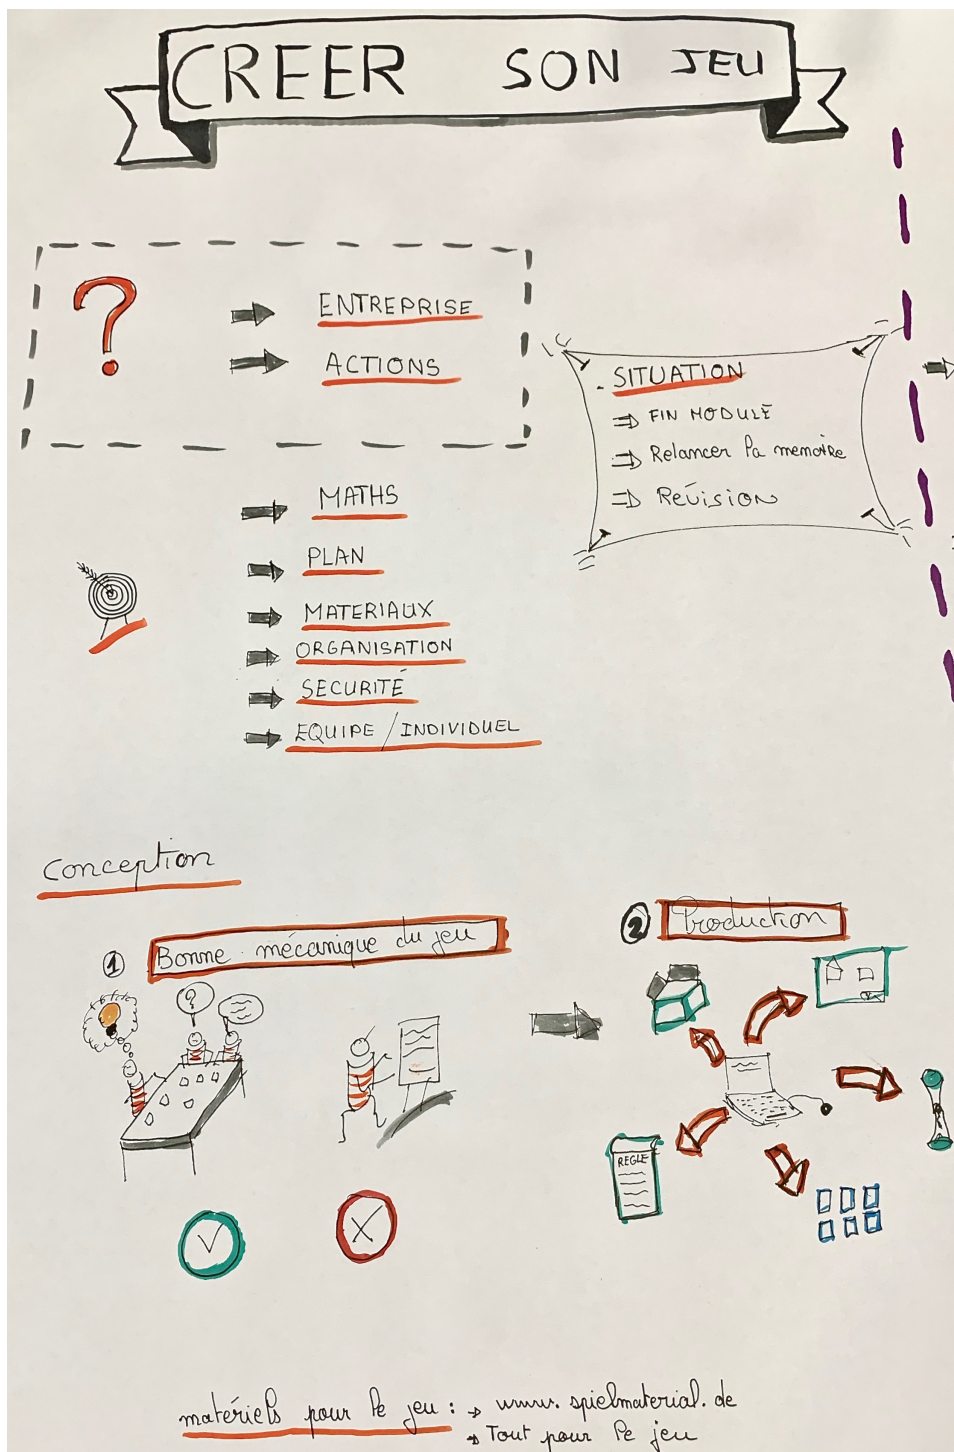 CREER SON JEU
?
ENTREPRISE
ACTIONS
- SITUATION
FIN MODULE
Relancer la memoire
Révision
MATHS
PLAN
MATERIAUX
ORGANISATION
SECURITÉ
EQUIPE / INDIVIDUEL
Conception
1 Bonne mécanique du jeu
2 Production
?
REGLE
matériels pour le jeu : → www.spielmaterial.de
→ Tout pour le jeu